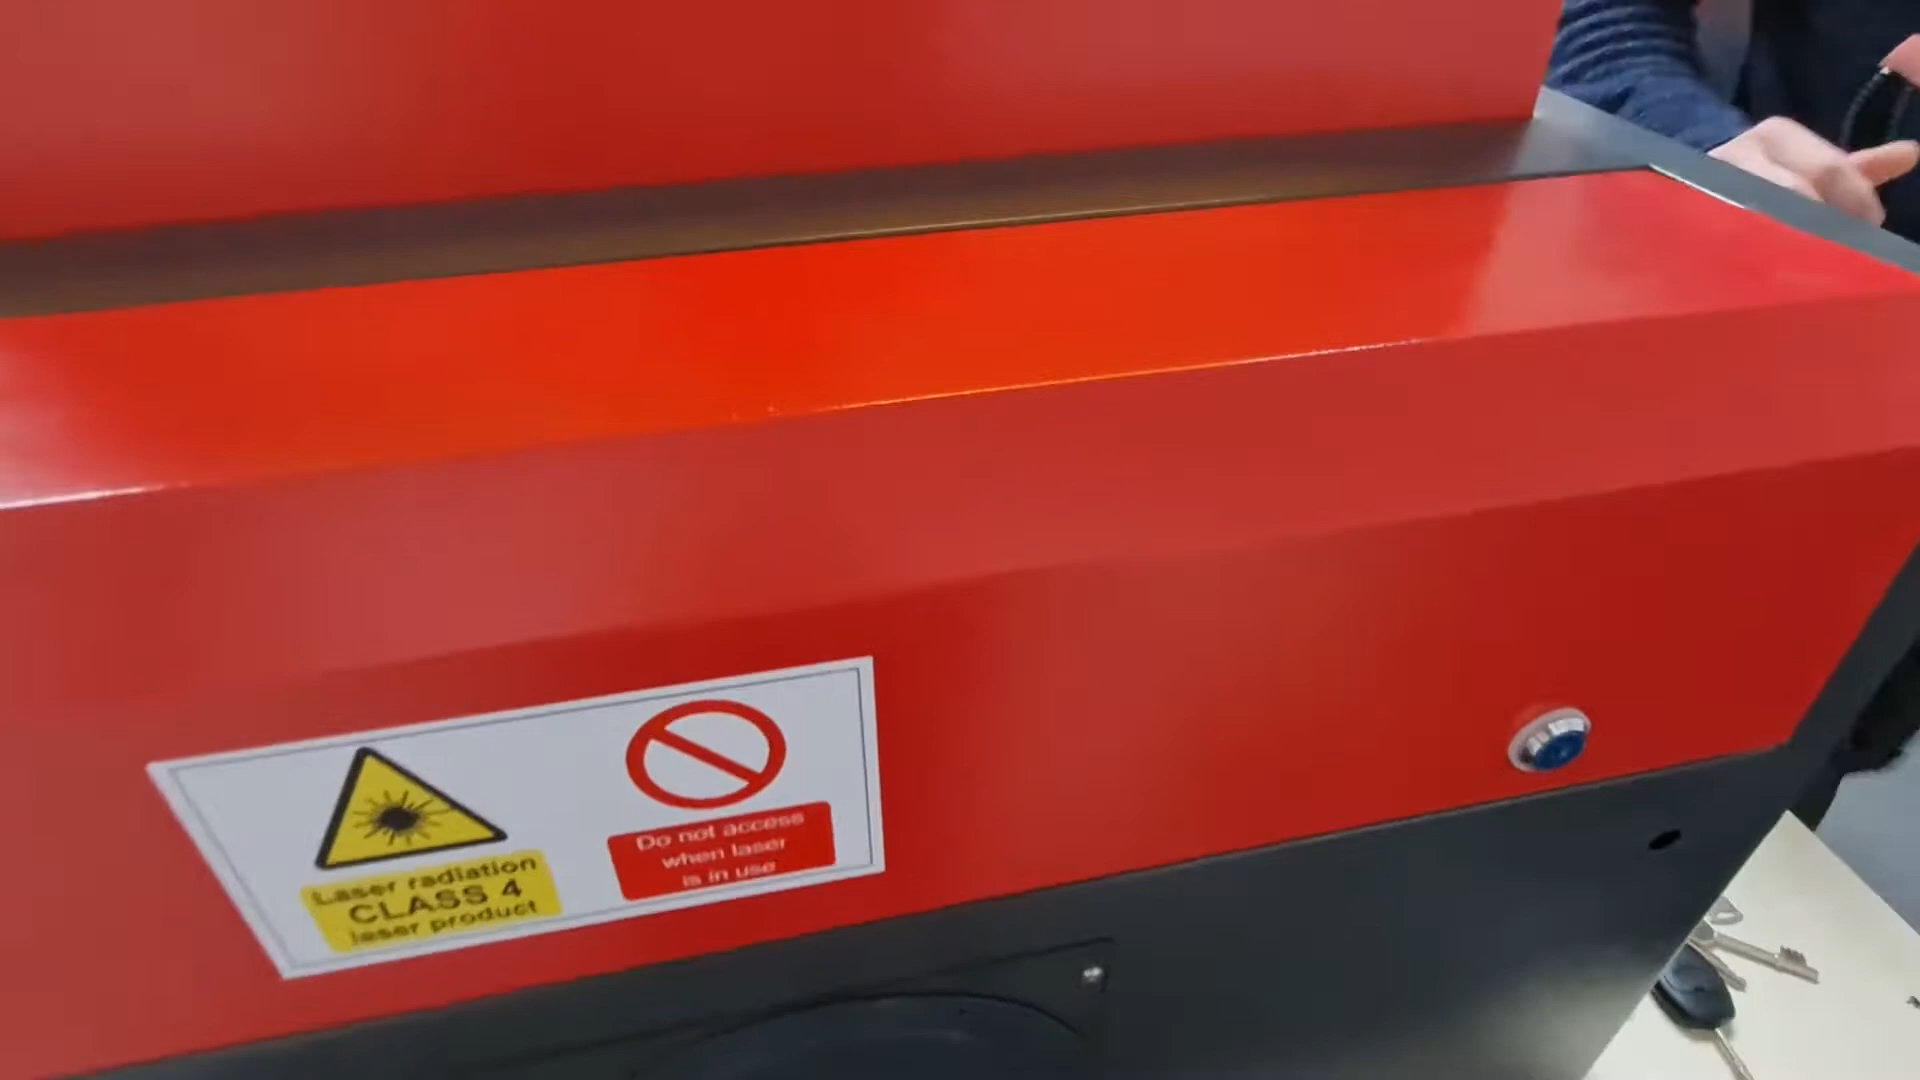 Laser radiation
CLASS 4
laser product
Do not access
when laser
is in use